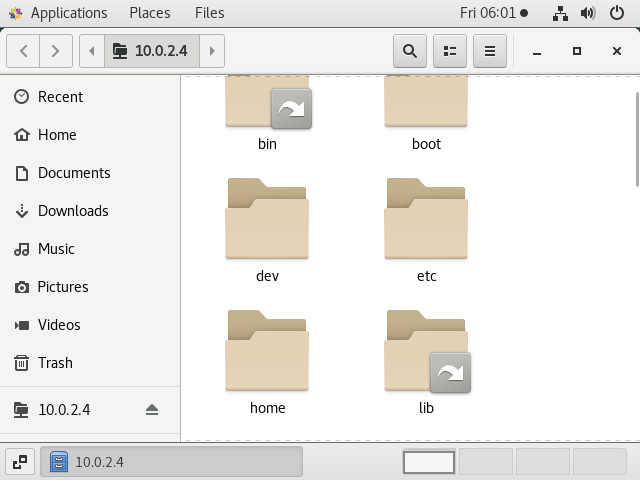 Applications Places Files Fri 06:01
10.0.2.4
Recent
Home
Documents
Downloads
Music
Pictures
Videos
Trash
10.0.2.4
bin boot
dev etc
home lib
10.0.2.4